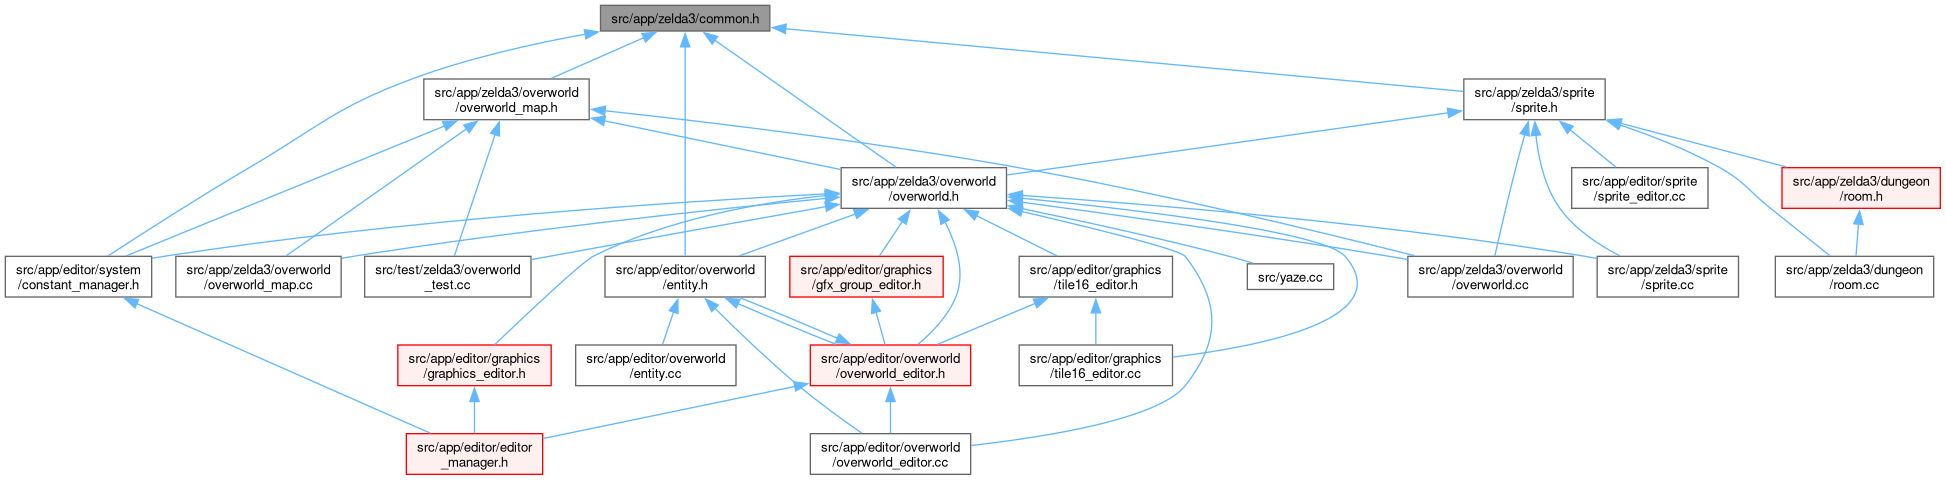 src/app/zelda3/common.h
src/app/zelda3/overworld
/overworld_map.h
src/app/zelda3/sprite
/sprite.h
src/app/zelda3/overworld
/overworld.h
src/app/editor/sprite
/sprite_editor.cc
src/app/zelda3/dungeon
/room.h
src/app/editor/system
/constant_manager.h
src/app/zelda3/overworld
/overworld_map.cc
src/test/zelda3/overworld
_test.cc
src/app/editor/overworld
/entity.h
src/app/editor/graphics
/gfx_group_editor.h
src/app/editor/graphics
/tile16_editor.h
src/yaze.cc
src/app/zelda3/overworld
/overworld.cc
src/app/zelda3/sprite
/sprite.cc
src/app/zelda3/dungeon
/room.cc
src/app/editor/graphics
/graphics_editor.h
src/app/editor/overworld
/entity.cc
src/app/editor/overworld
/overworld_editor.h
src/app/editor/graphics
/tile16_editor.cc
src/app/editor/editor
_manager.h
src/app/editor/overworld
/overworld_editor.cc